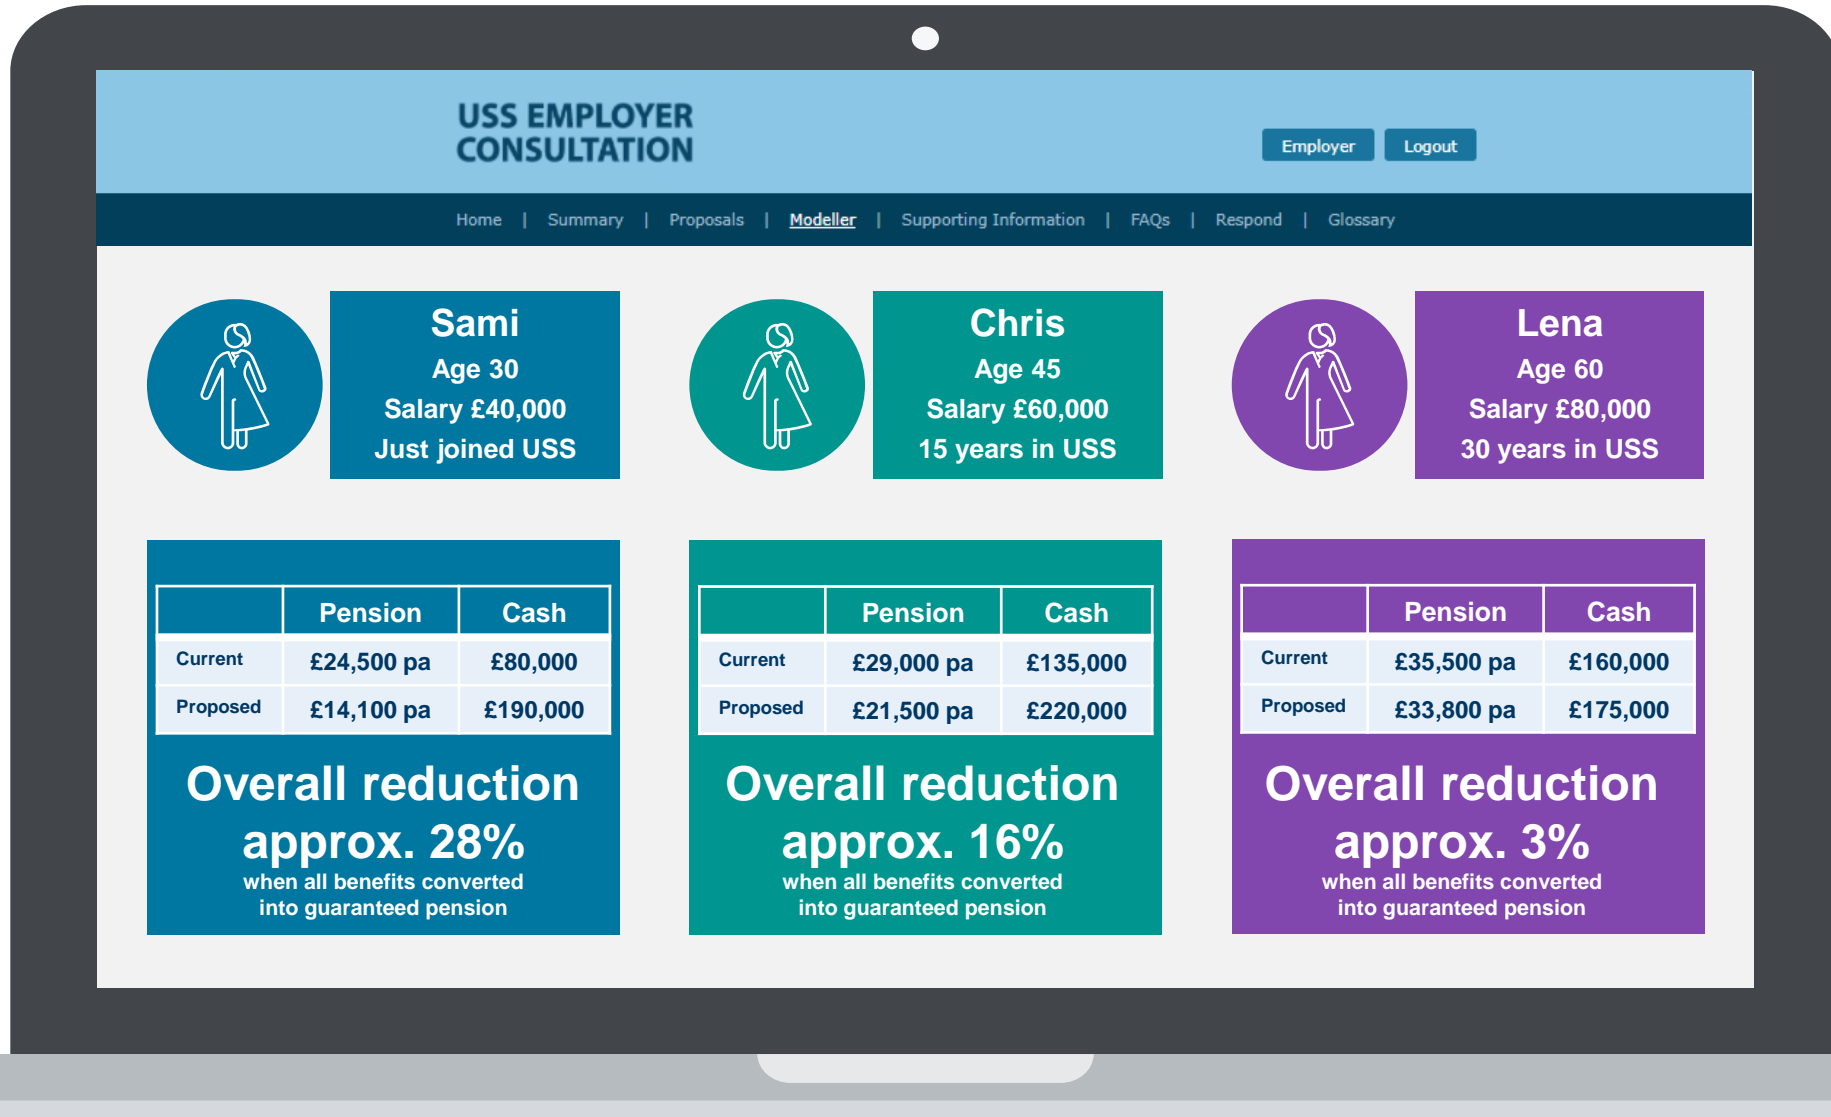 USS EMPLOYER
CONSULTATION
Employer
Logout
Home | Summary | Proposals | Modeller | Supporting Information | FAQs | Respond | Glossary
Sami
Age 30
Salary £40,000
Just joined USS
Chris
Age 45
Salary £60,000
15 years in USS
Lena
Age 60
Salary £80,000
30 years in USS
Pension Cash
Current £24,500 pa £80,000
Proposed £14,100 pa £190,000
Overall reduction
approx. 28%
when all benefits converted
into guaranteed pension
Pension Cash
Current £29,000 pa £135,000
Proposed £21,500 pa £220,000
Overall reduction
approx. 16%
when all benefits converted
into guaranteed pension
Pension Cash
Current £35,500 pa £160,000
Proposed £33,800 pa £175,000
Overall reduction
approx. 3%
when all benefits converted
into guaranteed pension